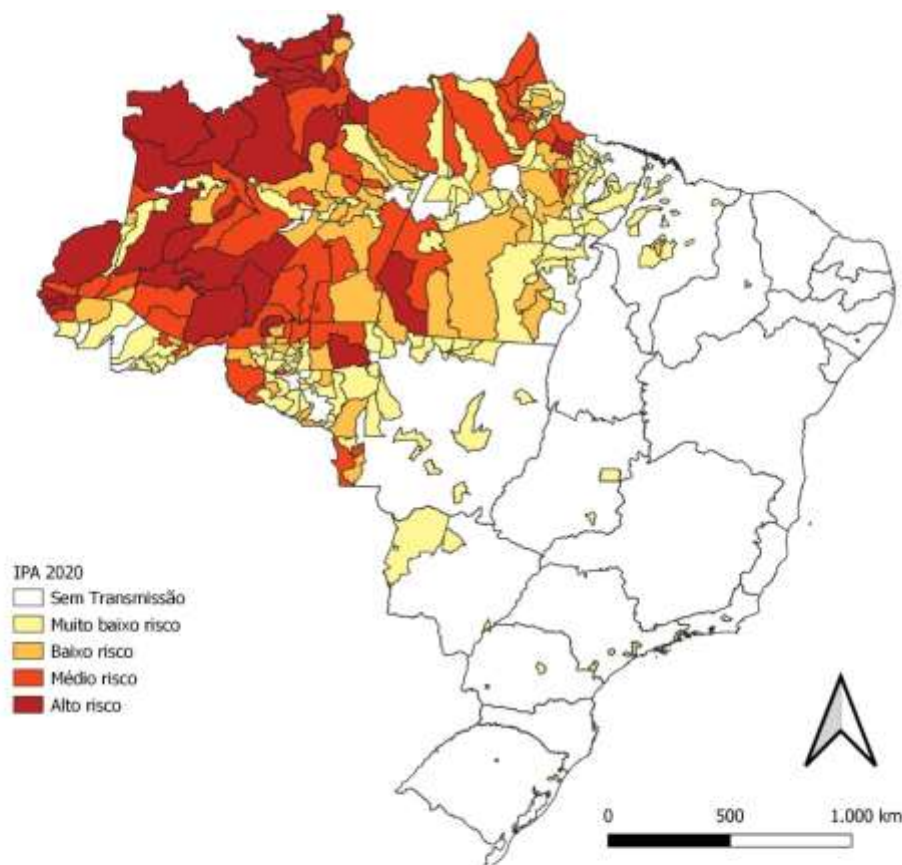 IPA 2020
Sem Transmissão
Muito baixo risco
Baixo risco
Médio risco
Alto risco
0 500 1.000 km